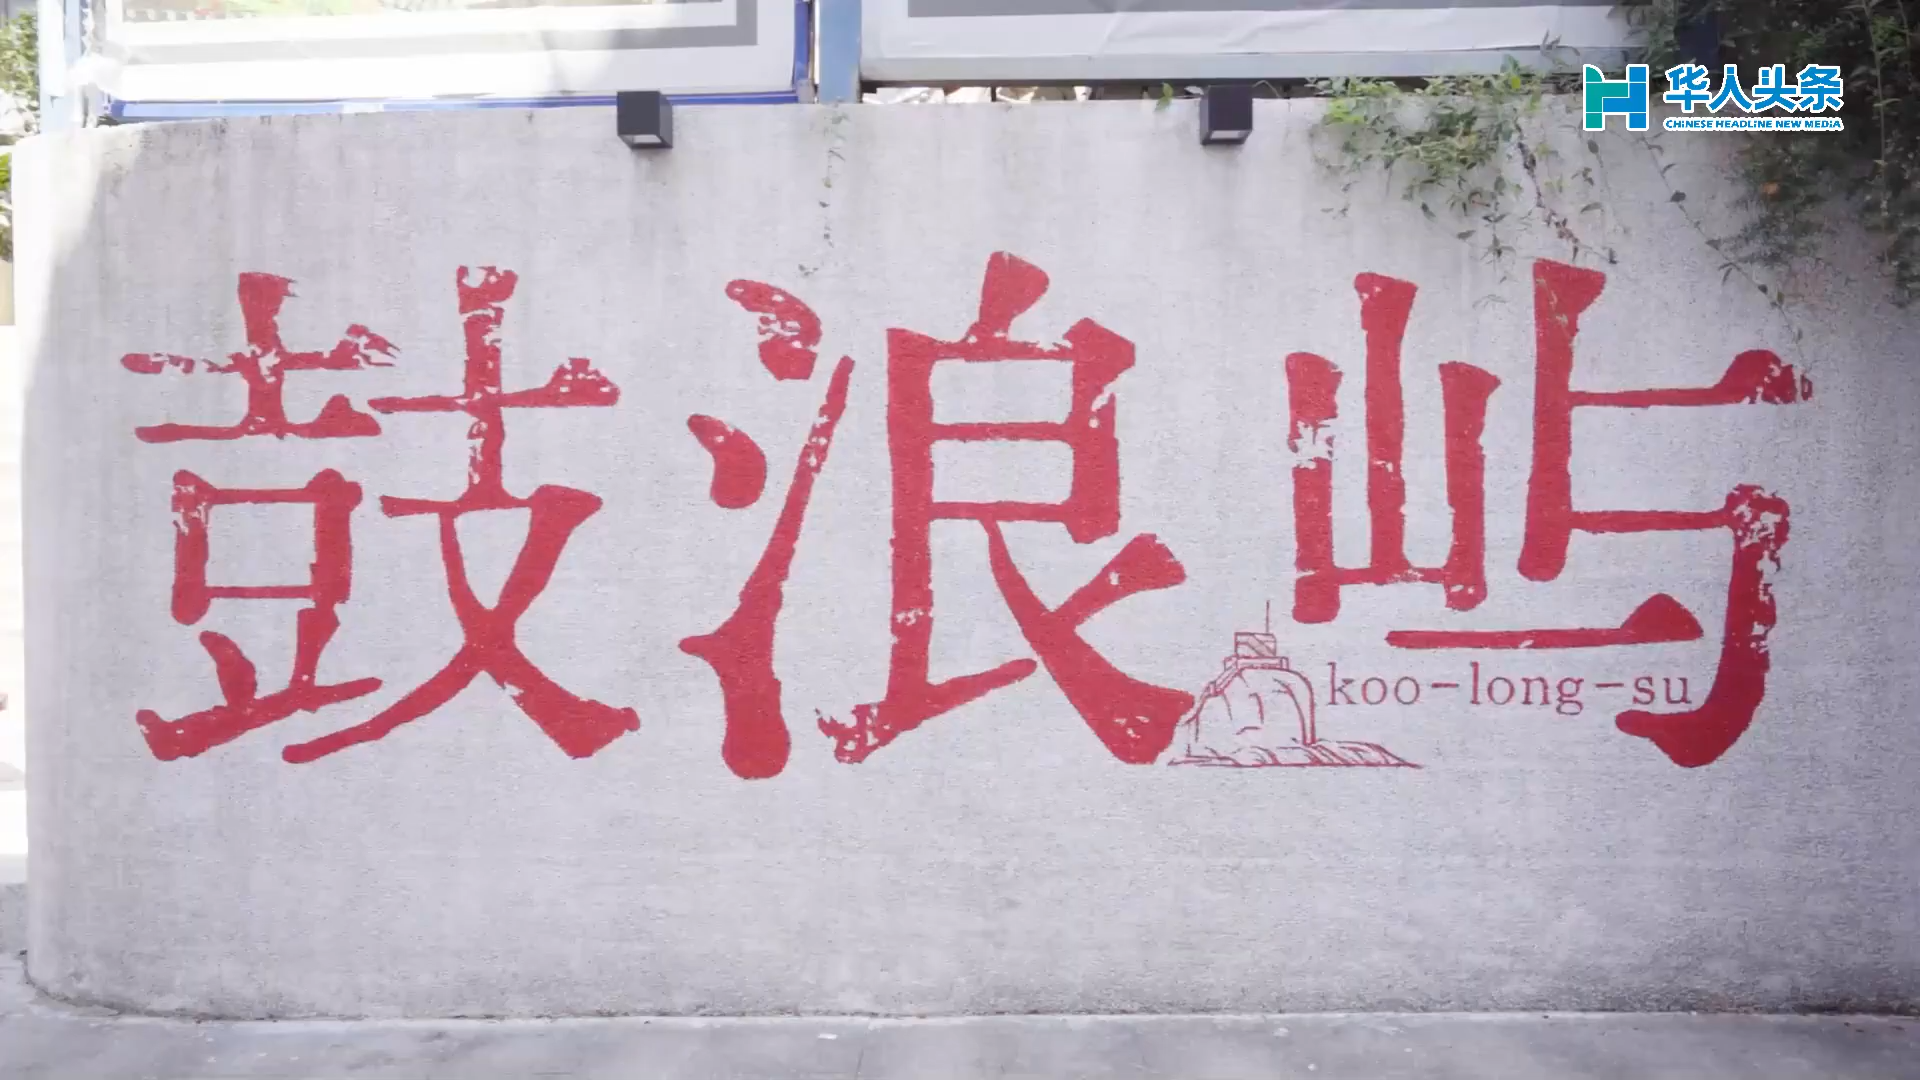 华人头条
CHINESE HEADLINE NEW MEDIA
鼓浪屿
koo-long-su